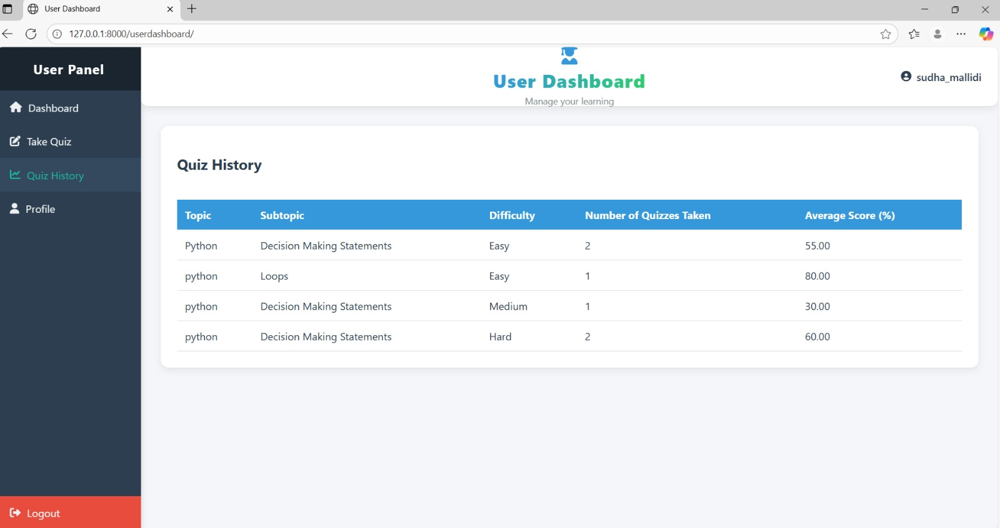 User Dashboard
127.0.0.1:8000/userdashboard/
User Panel
Dashboard
Take Quiz
Quiz History
Profile
Logout
User Dashboard
Manage your learning
sudha_mallidi
Quiz History
Topic Subtopic Difficulty Number of Quizzes Taken Average Score (%)
Python Decision Making Statements Easy 2 55.00
python Loops Easy 1 80.00
python Decision Making Statements Medium 1 30.00
python Decision Making Statements Hard 2 60.00